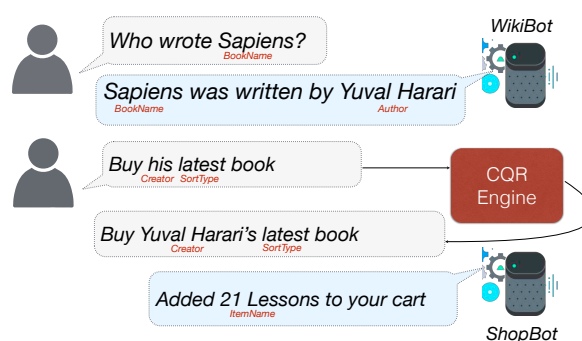 WikiBot
Who wrote Sapiens?
BookName
Sapiens was written by Yuval Harari
BookName Author
Buy his latest book
Creator SortType
CQR
Engine
Buy Yuval Harari's latest book
Creator SortType
Added 21 Lessons to your cart
ItemName
ShopBot